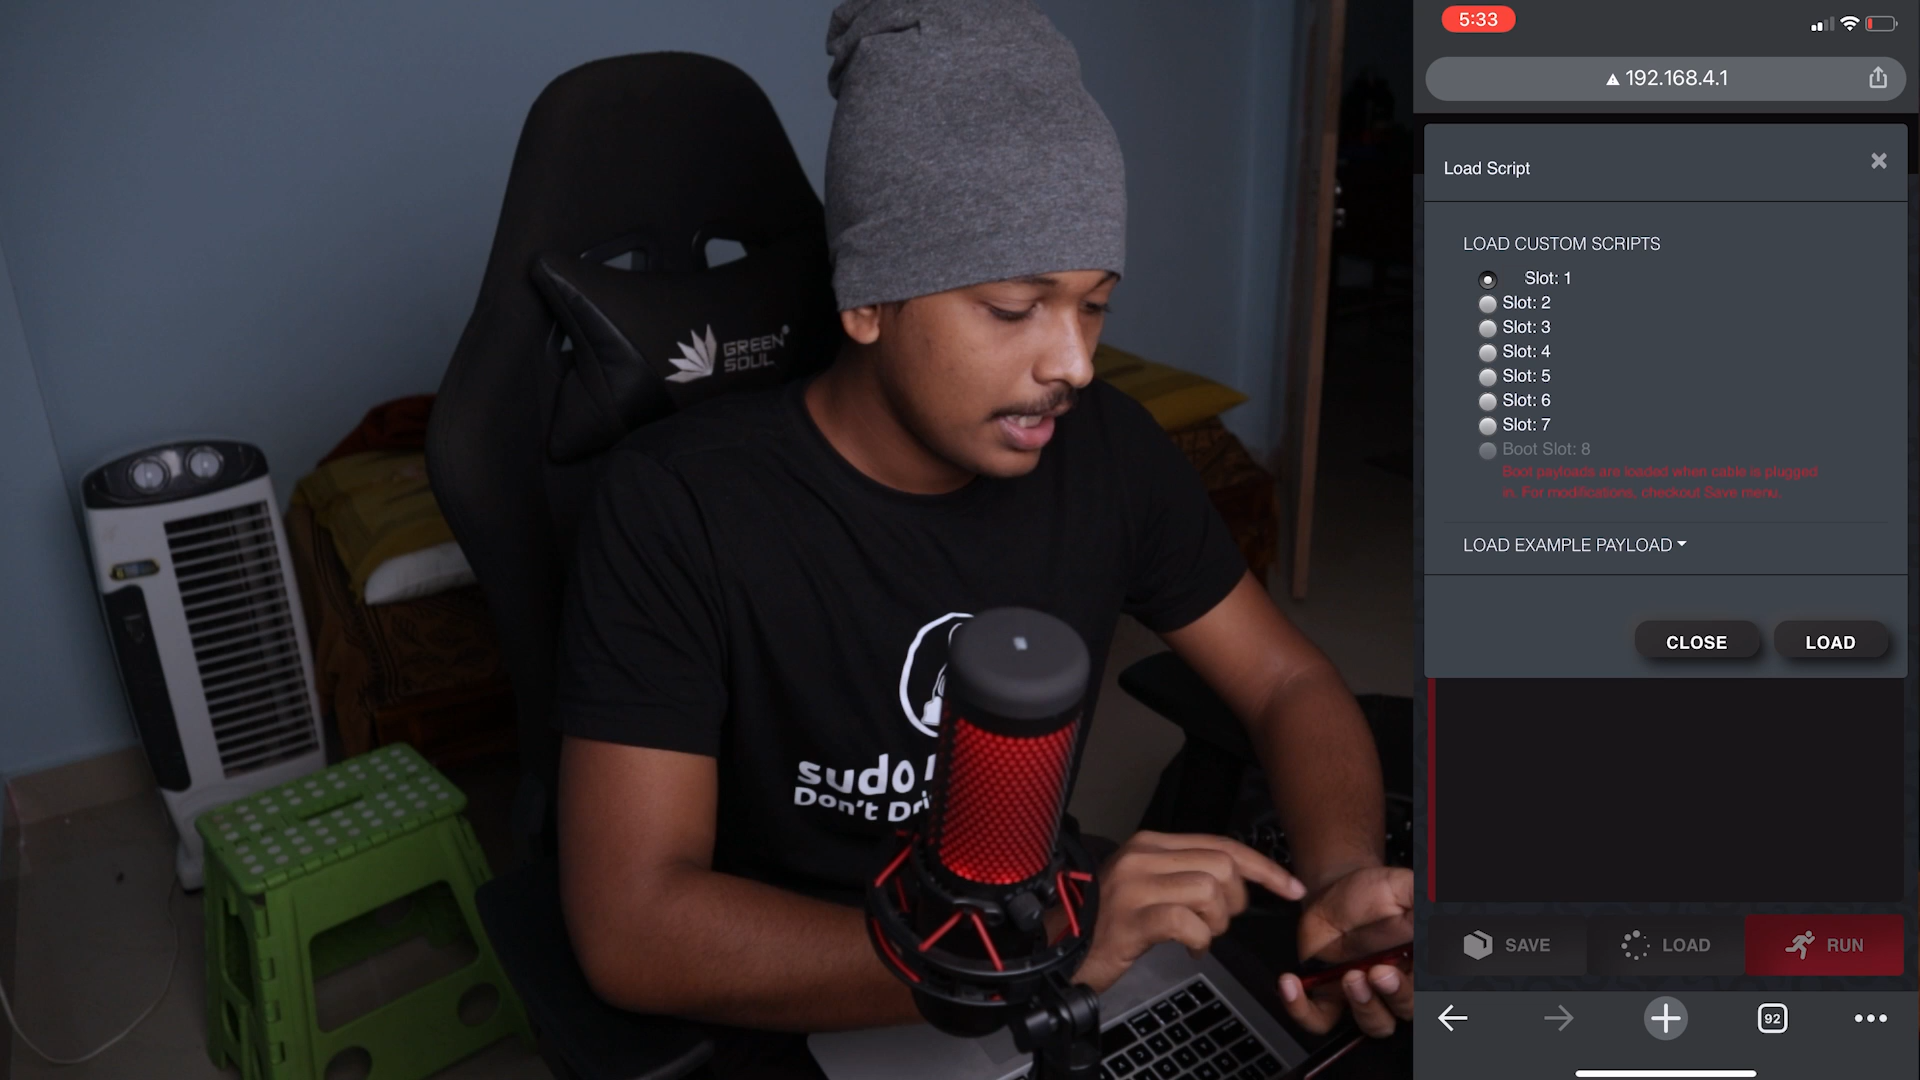 GREEN
SOUL
sudo
Don't
5:33
192.168.4.1
Load Script
LOAD CUSTOM SCRIPTS
Slot: 1
Slot: 2
Slot: 3
Slot: 4
Slot: 5
Slot: 6
Slot: 7
Boot Slot: 8
Boot payloads are loaded when cable is plugged
in. For modifications, checkout Save menu.
LOAD EXAMPLE PAYLOAD
CLOSE
LOAD
SAVE
LOAD
RUN
92